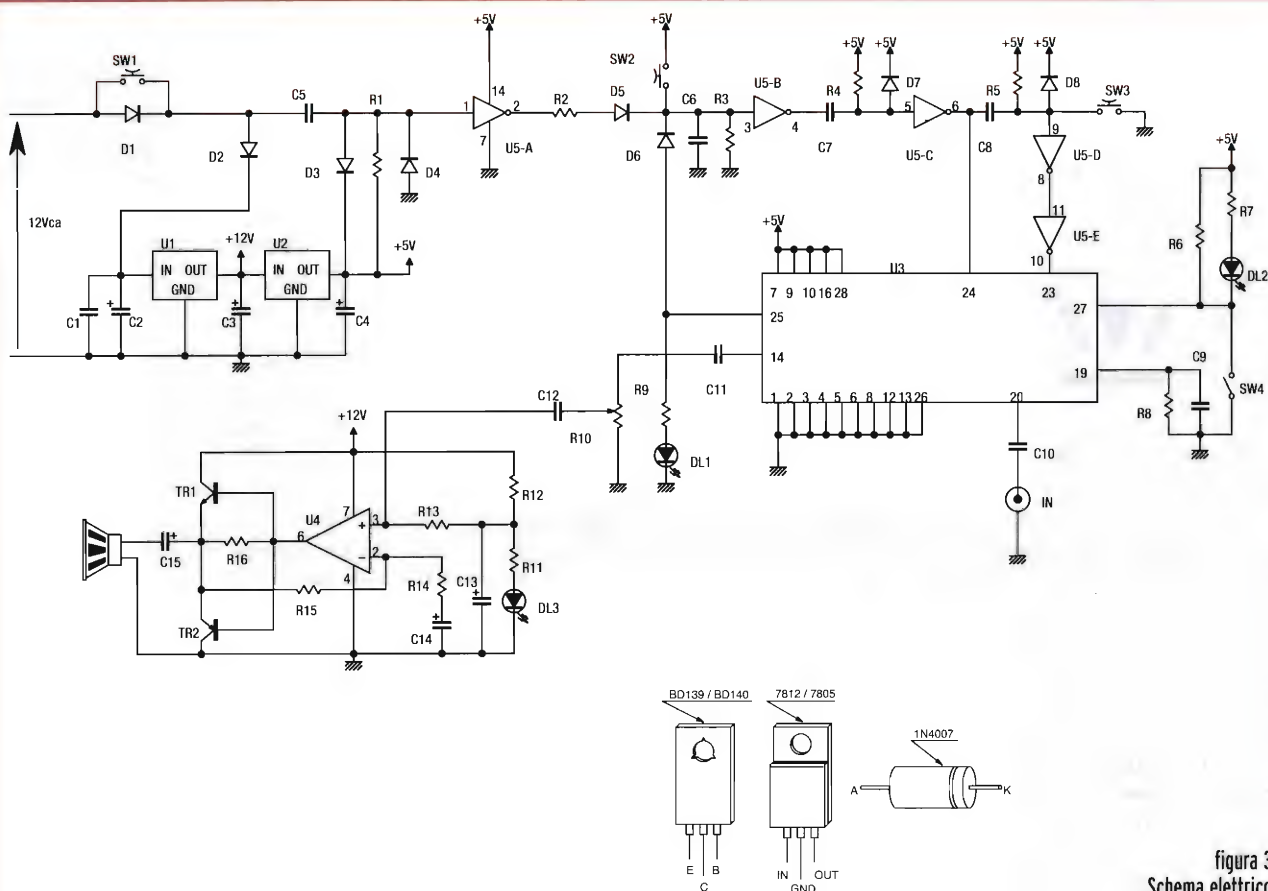 +5V
+5V
+5V
+5V
+5V
+5V
SW1
SW2
C5
R1
14
1
2
R2
D5
C6
R3
U5-B
R4
D7
R5
D8
SW3
D1
D2
D3
D4
7
U5-A
D6
3
4
C7
5
6
U5-C
C8
9
U5-D
8
+5V
12Vca
+12V
U1
U2
IN OUT
GND
IN OUT
GND
+5V
+5V
11
U5-E
10
R6
R7
DL2
U3
7 9 10 16 28
24
23
27
25
14
19
C1
C2
C3
C4
C11
R9
C9
SW4
R8
1 2 3 4 5 6 8 12 13 26
20
C12
R10
+12V
DL1
C10
IN
TR1
U4
7
3
+
6
2
–
4
R13
R12
R11
C15
R16
R14
C13
R15
DL3
TR2
C14
BD139 / BD140
7812 / 7805
1N4007
A
K
E
C
B
IN
GND
OUT
figura 3
Schema elettrico